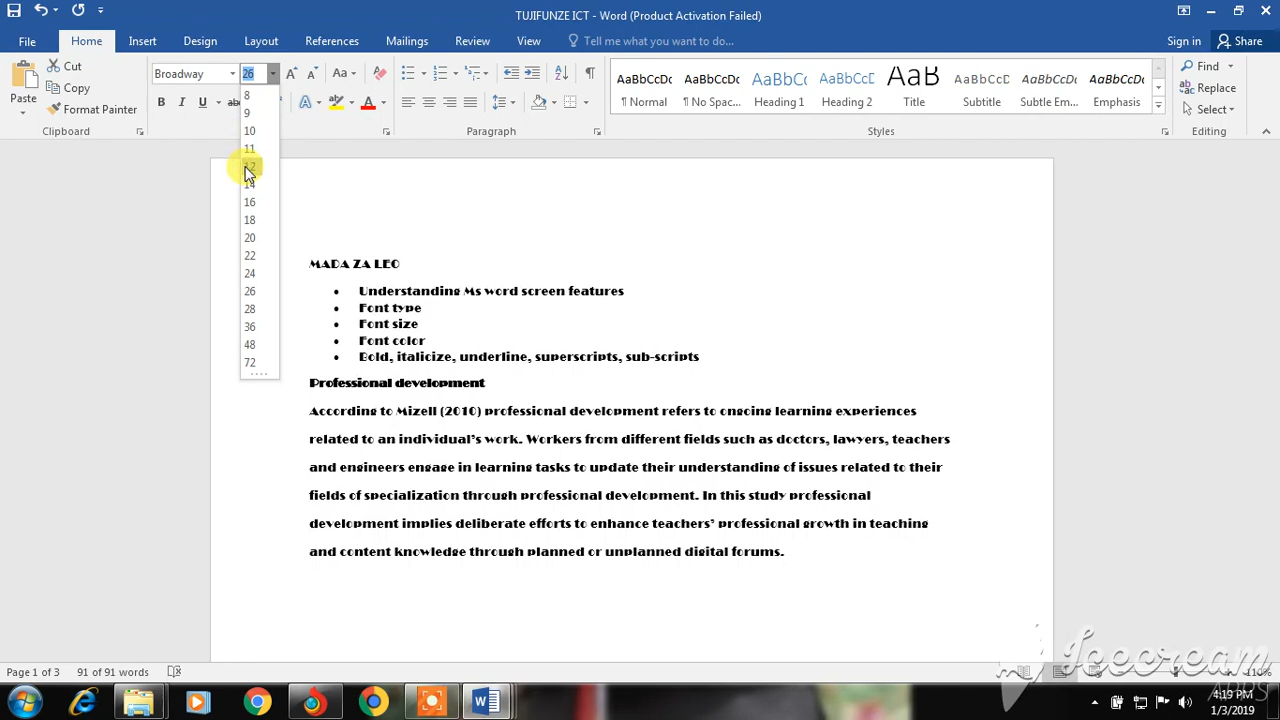 TUJIFUNZE ICT - Word (Product Activation Failed)
File Home Insert Design Layout References Mailings Review View Tell me what you want to do... Sign in Share
Paste
Cut
Copy
Format Painter
Clipboard
Broadway 26
Aa
B I U abc A
8
9
10
11
12
14
16
18
20
22
24
26
28
36
48
72
Paragraph
AaBbCcDc AaBbCcDc AaBbCc AaBbCcD AaB AaBbCcD AaBbCcDt
¶ Normal ¶ No Spac... Heading 1 Heading 2 Title Subtitle Subtle Em...
Styles
Find
Replace
Select
Editing
MADA ZA LEO
• Understanding Ms word screen features
• Font type
• Font size
• Font color
• Bold, italicize, underline, superscripts, sub-scripts
Professional development
According to Mizell (2010) professional development refers to ongoing learning experiences
related to an individual's work. Workers from different fields such as doctors, lawyers, teachers
and engineers engage in learning tasks to update their understanding of issues related to their
fields of specialization through professional development. In this study professional
development implies deliberate efforts to enhance teachers' professional growth in teaching
and content knowledge through planned or unplanned digital forums.
Icecream
APPS
Page 1 of 3 91 of 91 words 110%
4:19 PM
1/3/2019